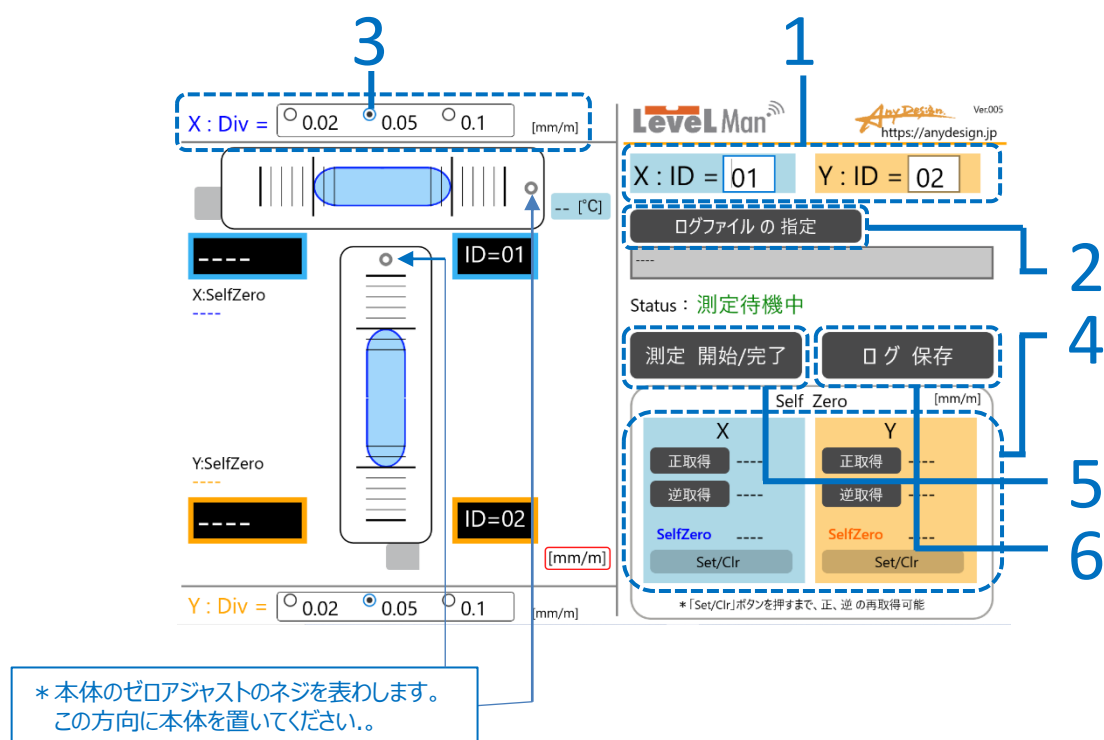 3
1
X : Div =
0.02
0.05
0.1
[mm/m]
LeveL Man
AnyDesign
Ver.005
https://anydesign.jp
X : ID = 01
Y : ID = 02
-- [℃]
ログファイル の 指定
2
----
ID=01
----
X:SelfZero
----
Status : 測定待機中
4
測定 開始/完了
ログ 保存
Self Zero
[mm/m]
X
Y
正取得 ----
正取得 ----
逆取得 ----
逆取得 ----
5
SelfZero ----
SelfZero ----
6
Set/Clr
Set/Clr
*「Set/Clr」ボタンを押すまで、正、逆 の再取得可能
Y:SelfZero
----
----
ID=02
[mm/m]
Y : Div =
0.02
0.05
0.1
[mm/m]
*本体のゼロアジャストのネジを表わします。
この方向に本体を置いてください.。